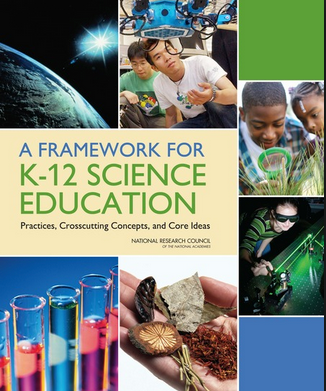 A FRAMEWORK FOR
K-12 SCIENCE
EDUCATION
Practices, Crosscutting Concepts, and Core Ideas
NATIONAL RESEARCH COUNCIL
OF THE NATIONAL ACADEMIES